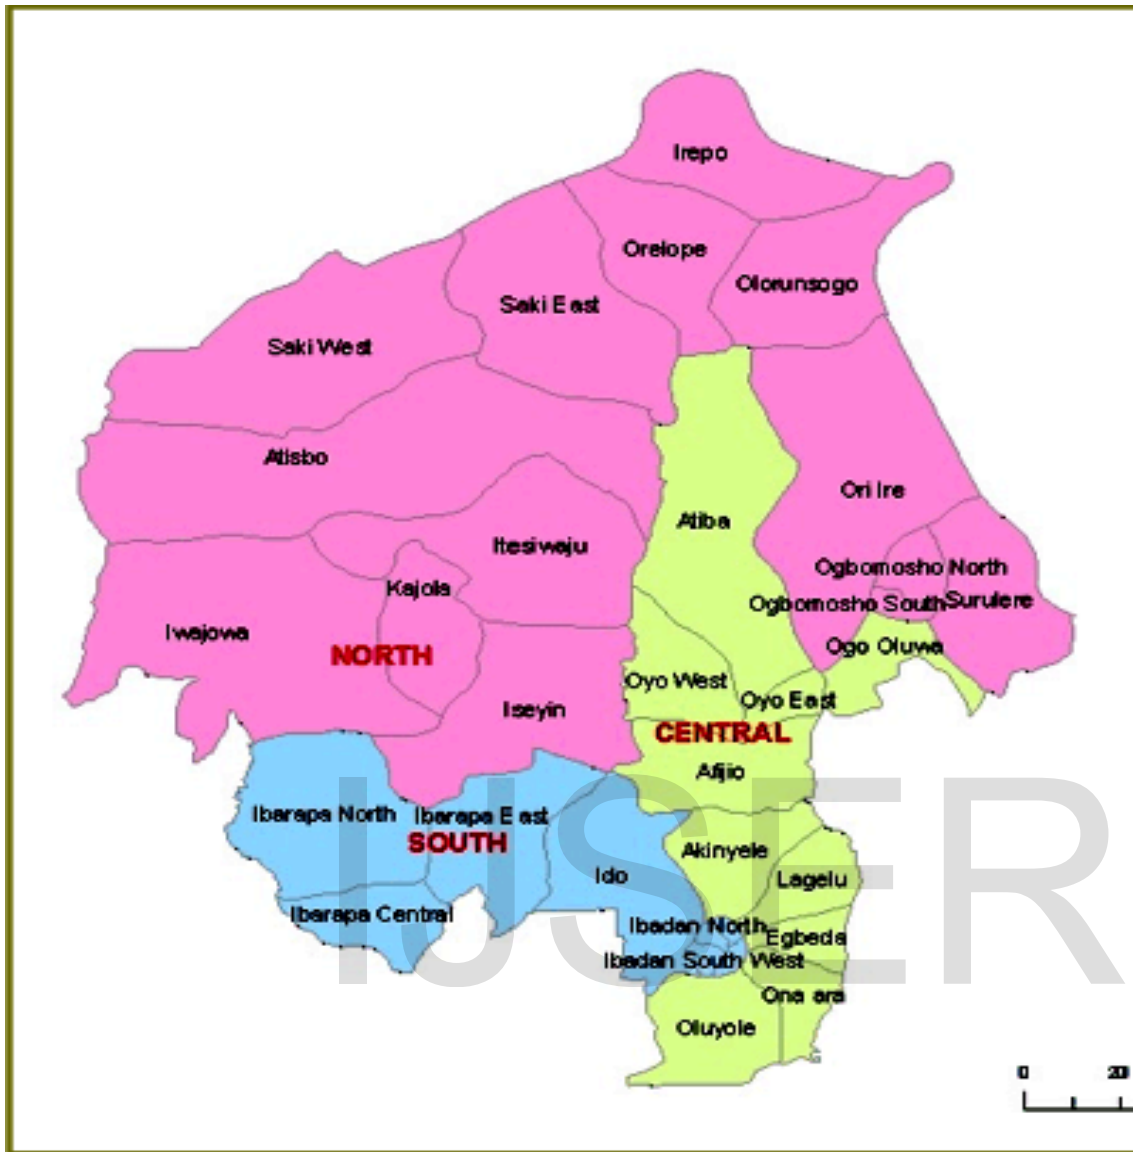 Irepo
Orelope
Olorunsogo
Saki East
Saki West
Atisbo
Ori Ire
Atiba
Itesiwaju
Ogbomosho North
Kajola
Ogbomosho South
Surulere
Iwajowa
Ogo Oluwa
NORTH
Oyo West
Oyo East
Iseyin
CENTRAL
Afijio
Ibarapa North
Ibarapa East
SOUTH
Akinyele
Ido
Lagelu
Ibarapa Central
Ibadan North
Egbeda
Ibadan South West
Ona ara
Oluyole
IJSER
0 20